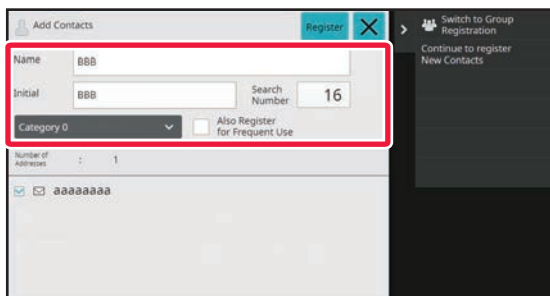 Add Contacts
Register
Switch to Group
Registration
Continue to register
New Contacts
Name
BBB
Initial
BBB
Search
Number
16
Category 0
Also Register
for Frequent Use
Number of
Addresses
:
1
aaaaaaaa